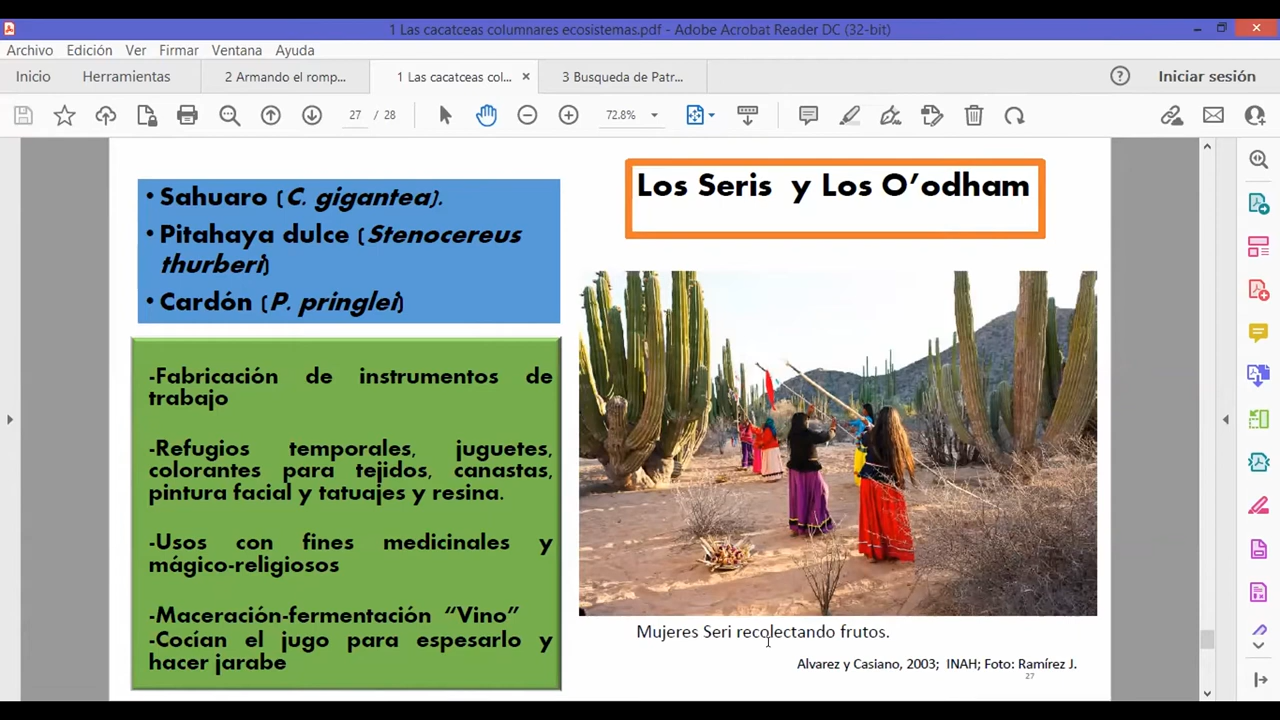 1 Las cacatceas columnares ecosistemas.pdf - Adobe Acrobat Reader DC (32-bit)
Archivo Edición Ver Firmar Ventana Ayuda
Inicio Herramientas 2 Armando el romp... 1 Las cacatceas col... 3 Busqueda de Patr... Iniciar sesión
27 / 28 72.8%
• Sahuaro (C. gigantea).
• Pitahaya dulce (Stenocereus
thurberi)
• Cardón (P. pringlei)
-Fabricación de instrumentos de
trabajo
-Refugios temporales, juguetes,
colorantes para tejidos, canastas,
pintura facial y tatuajes y resina.
-Usos con fines medicinales y
mágico-religiosos
-Maceración-fermentación “Vino”
-Cocían el jugo para espesarlo y
hacer jarabe
Los Seris y Los O’odham
Mujeres Seri recolectando frutos.
Alvarez y Casiano, 2003; INAH; Foto: Ramírez J.
27